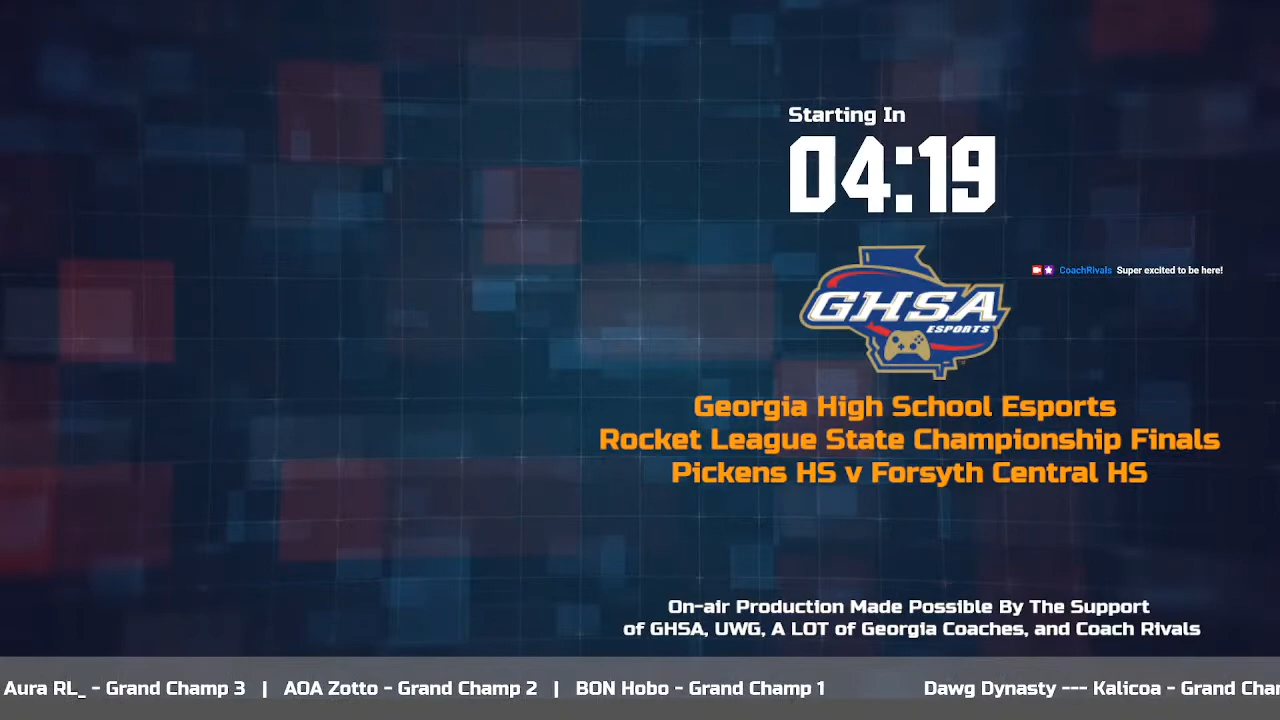 Starting In
04:19
GHSA
ESPORTS
CoachRivals Super excited to be here!
Georgia High School Esports
Rocket League State Championship Finals
Pickens HS v Forsyth Central HS
On-air Production Made Possible By The Support
of GHSA, UWG, A LOT of Georgia Coaches, and Coach Rivals
Aura RL_ - Grand Champ 3 | AOA Zotto - Grand Champ 2 | BON Hobo - Grand Champ 1 Dawg Dynasty --- Kalicoa - Grand Cha